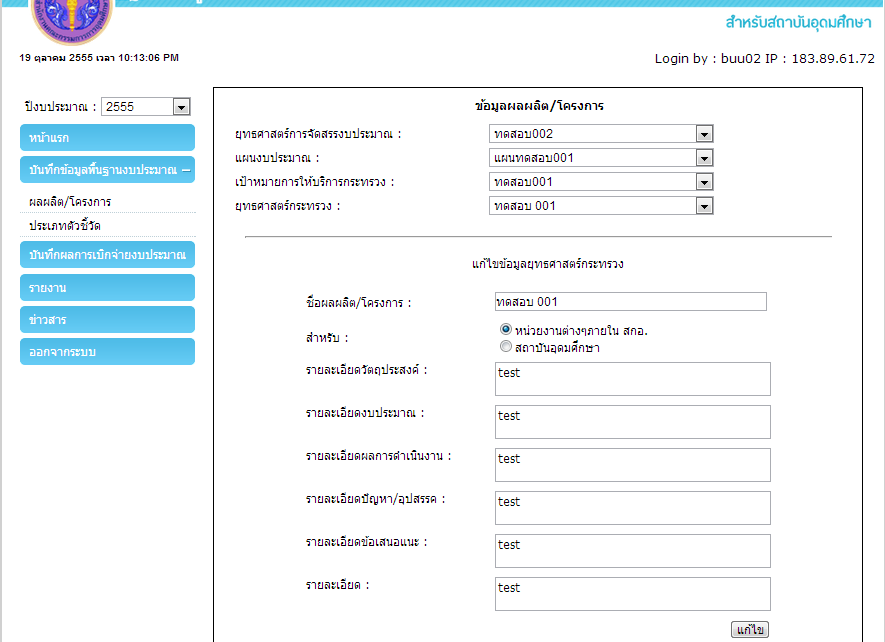 สำหรับสถาบันอุดมศึกษา
19 ตุลาคม 2555 เวลา 10:13:06 PM
Login by : buu02 IP : 183.89.61.72
ปีงบประมาณ : 2555
หน้าแรก
บันทึกข้อมูลพื้นฐานงบประมาณ –
ผลผลิต/โครงการ
ประเภทตัวชี้วัด
บันทึกผลการเบิกจ่ายงบประมาณ
รายงาน
ข่าวสาร
ออกจากระบบ
ข้อมูลผลผลิต/โครงการ
ยุทธศาสตร์การจัดสรรงบประมาณ : ทดสอบ002
แผนงบประมาณ : แผนทดสอบ001
เป้าหมายการให้บริการกระทรวง : ทดสอบ001
ยุทธศาสตร์กระทรวง : ทดสอบ 001
แก้ไขข้อมูลยุทธศาสตร์กระทรวง
ชื่อผลผลิต/โครงการ : ทดสอบ 001
สำหรับ : หน่วยงานต่างๆภายใน สกอ.
สถาบันอุดมศึกษา
รายละเอียดวัตถุประสงค์ : test
รายละเอียดงบประมาณ : test
รายละเอียดผลการดำเนินงาน : test
รายละเอียดปัญหา/อุปสรรค : test
รายละเอียดข้อเสนอแนะ : test
รายละเอียด : test
แก้ไข